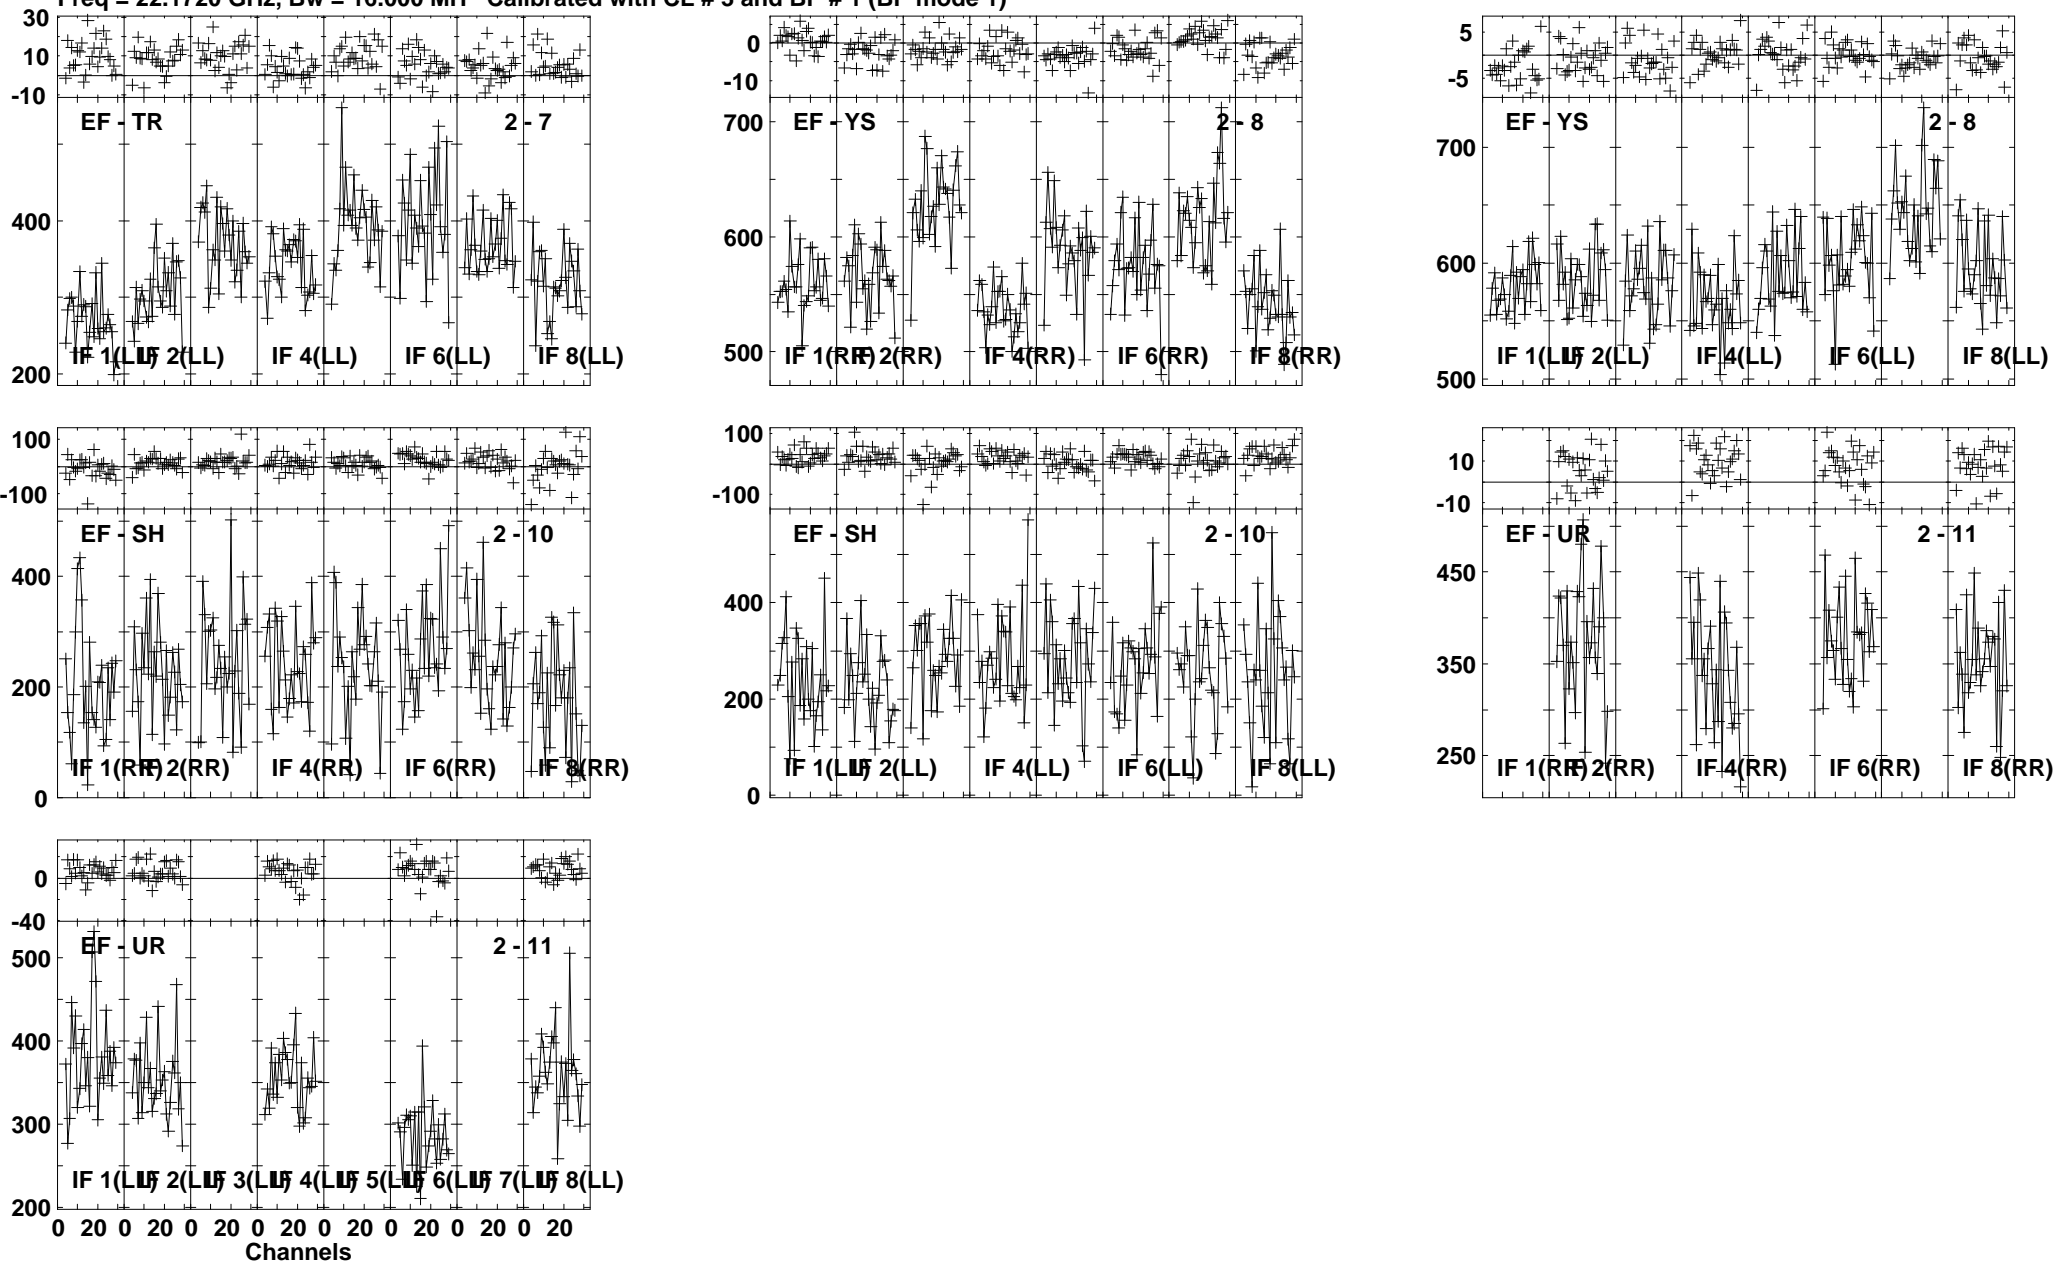 Freq = 22.1720 GHz, Bw = 16.000 MH Calibrated with CL # 3 and BP # 1 (BP mode 1)
30
10
-10
EF - TR 2 - 7
400
200
IF 1(LL) IF 2(LL) IF 4(LL) IF 6(LL) IF 8(LL)
0
-10
EF - YS 2 - 8
700
600
500
IF 1(RR) IF 2(RR) IF 4(RR) IF 6(RR) IF 8(RR)
5
-5
EF - YS 2 - 8
700
600
500
IF 1(LL) IF 2(LL) IF 4(LL) IF 6(LL) IF 8(LL)
100
-100
EF - SH 2 - 10
400
200
0
IF 1(RR) IF 2(RR) IF 4(RR) IF 6(RR) IF 8(RR)
100
-100
EF - SH 2 - 10
400
200
0
IF 1(LL) IF 2(LL) IF 4(LL) IF 6(LL) IF 8(LL)
10
-10
EF - UR 2 - 11
450
350
250
IF 1(RR) IF 2(RR) IF 4(RR) IF 6(RR) IF 8(RR)
0
-40
EF - UR 2 - 11
500
400
300
200
IF 1(LL) IF 2(LL) IF 3(LL) IF 4(LL) IF 5(LL) IF 6(LL) IF 7(LL) IF 8(LL)
0 20 0 20 0 20 0 20 0 20 0 20 0 20 0 20
Channels